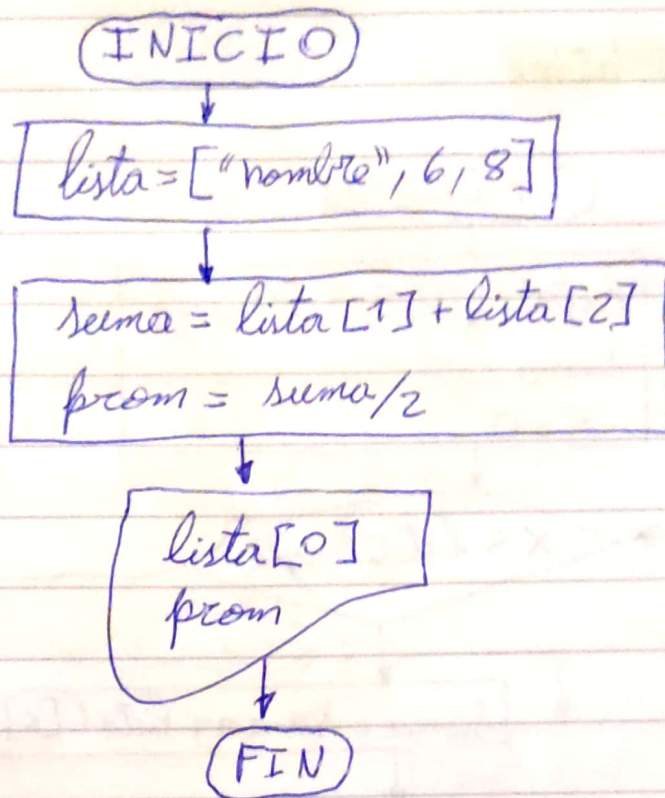 INICIO
lista = ["nombre", 6, 8]
suma = lista [1] + lista [2]
prom = suma/2
lista [0]
prom
FIN